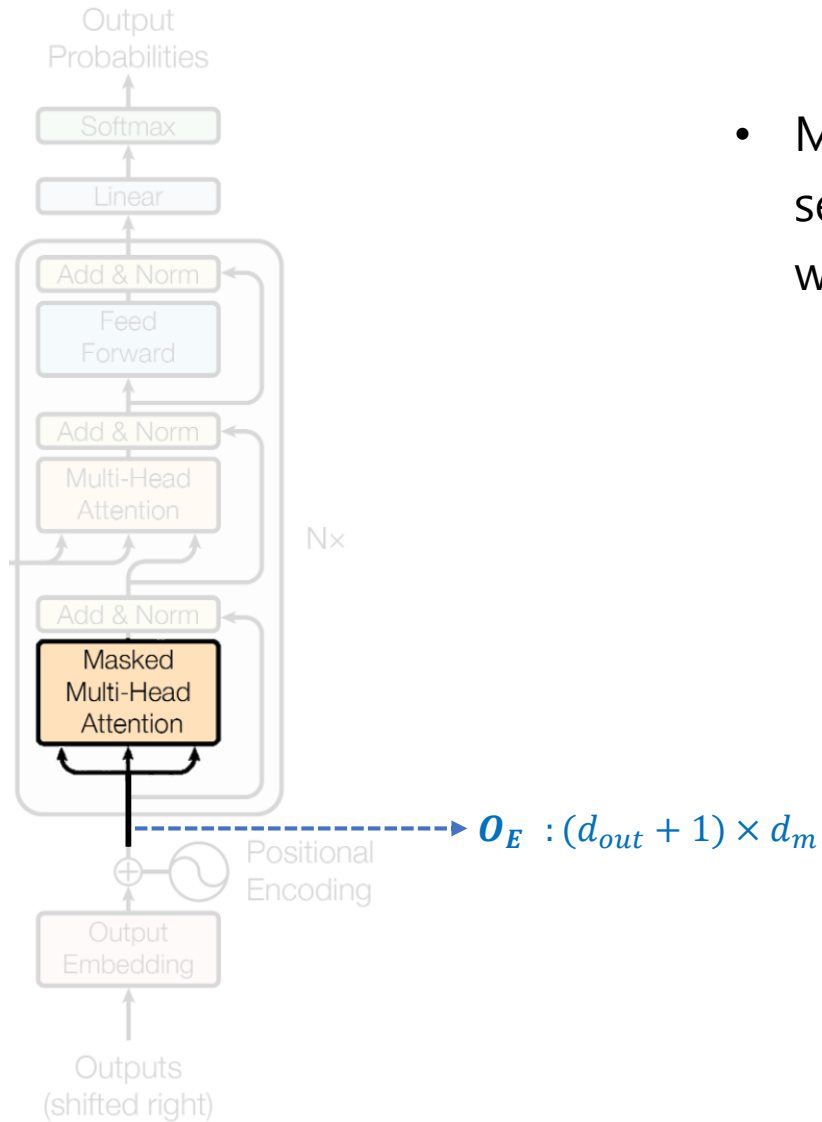 Output
Probabilities
Softmax
Linear
Add & Norm
Feed
Forward
Add & Norm
Multi-Head
Attention
N×
Add & Norm
Masked
Multi-Head
Attention
O_E : (d_out + 1) × d_m
Positional
Encoding
Output
Embedding
Outputs
(shifted right)
•